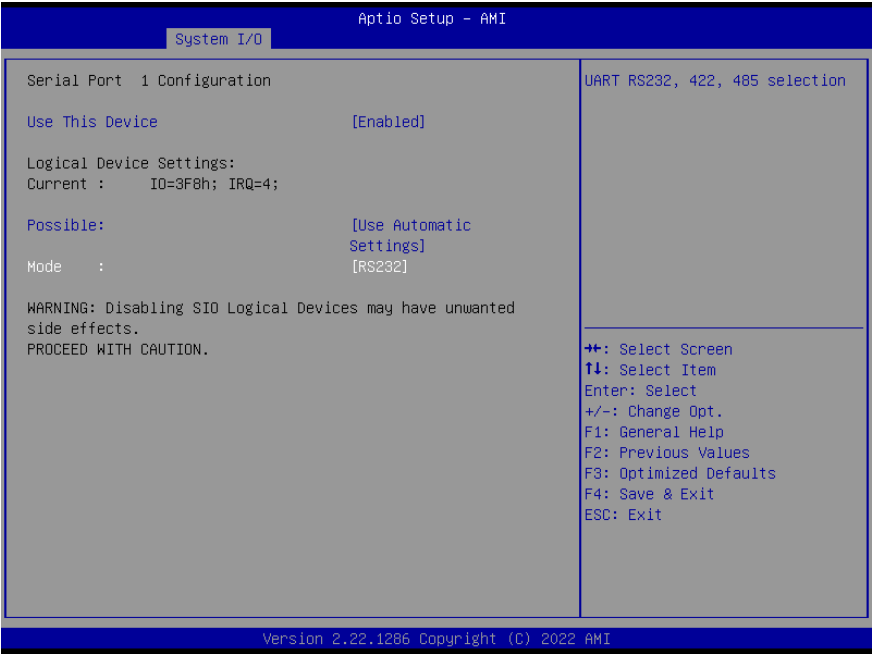 Aptio Setup – AMI
System I/O
Serial Port 1 Configuration
Use This Device [Enabled]
Logical Device Settings:
Current : IO=3F8h; IRQ=4;
Possible: [Use Automatic
Settings]
Mode : [RS232]
WARNING: Disabling SIO Logical Devices may have unwanted
side effects.
PROCEED WITH CAUTION.
UART RS232, 422, 485 selection
→←: Select Screen
↑↓: Select Item
Enter: Select
+/-: Change Opt.
F1: General Help
F2: Previous Values
F3: Optimized Defaults
F4: Save & Exit
ESC: Exit
Version 2.22.1286 Copyright (C) 2022 AMI